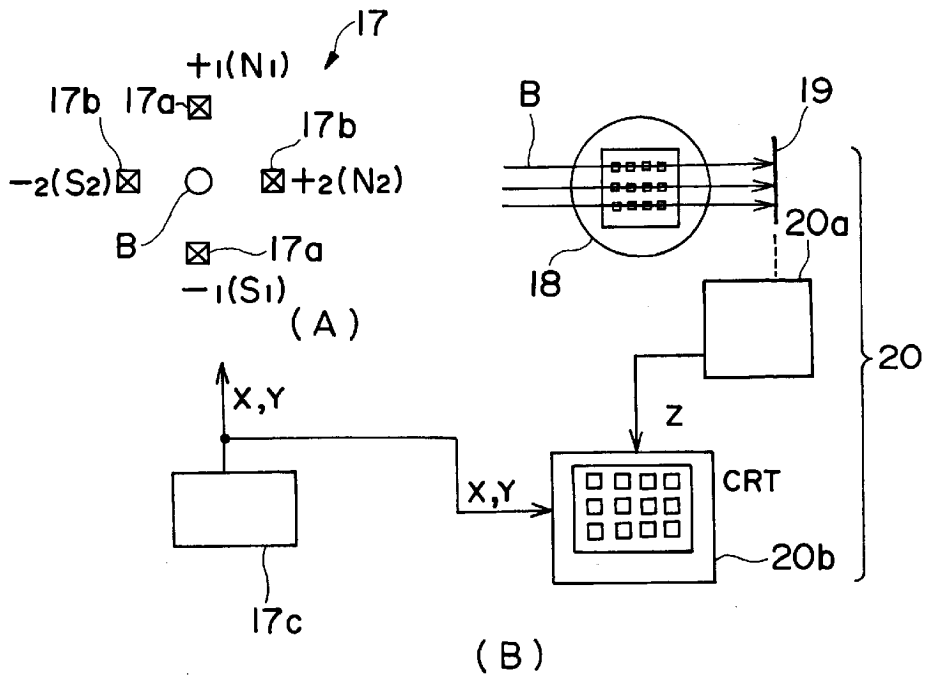 17
+1(N1)
17b
17a
17b
-2(S2)
+2(N2)
B
17a
-1(S1)
(A)
B
19
18
20a
20
X,Y
Z
X,Y
CRT
20b
17c
(B)